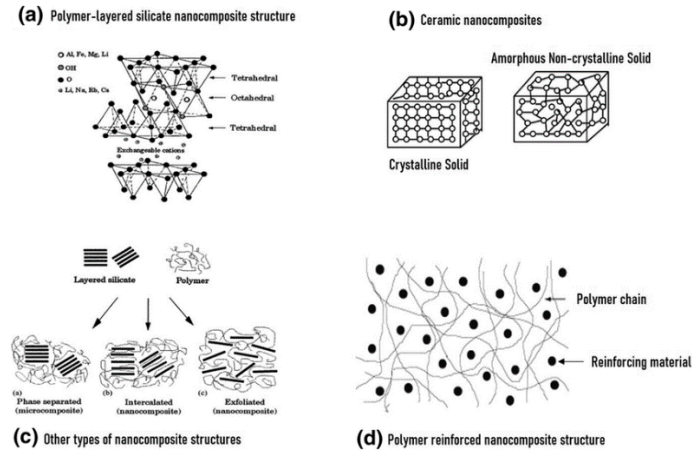 (a) Polymer-layered silicate nanocomposite structure
Al, Fe, Mg, Li
OH
O
Li, Na, Rb, Cs
Tetrahedral
Octahedral
Tetrahedral
Exchangeable cations
(b) Ceramic nanocomposites
Amorphous Non-crystalline Solid
Crystalline Solid
Layered silicate
Polymer
(a)
Phase separated
(microcomposite)
(b)
Intercalated
(nanocomposite)
(c)
Exfoliated
(nanocomposite)
(c) Other types of nanocomposite structures
Polymer chain
Reinforcing material
(d) Polymer reinforced nanocomposite structure